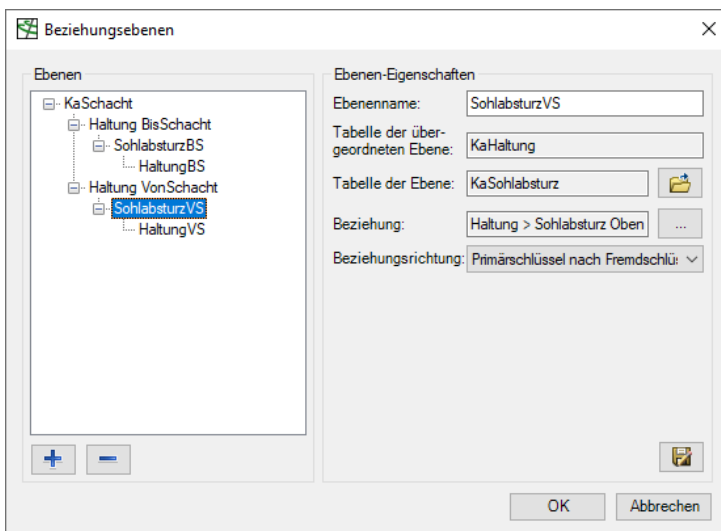 Beziehungsebenen
Ebenen
KaSchacht
Haltung BisSchacht
SohlabsturzBS
HaltungBS
Haltung VonSchacht
SohlabsturzVS
HaltungVS
Ebenen-Eigenschaften
Ebenenname: SohlabsturzVS
Tabelle der über-
geordneten Ebene: KaHaltung
Tabelle der Ebene: KaSohlabsturz
Beziehung: Haltung > Sohlabsturz Oben ...
Beziehungsrichtung: Primärschlüssel nach Fremdschlü
OK Abbrechen